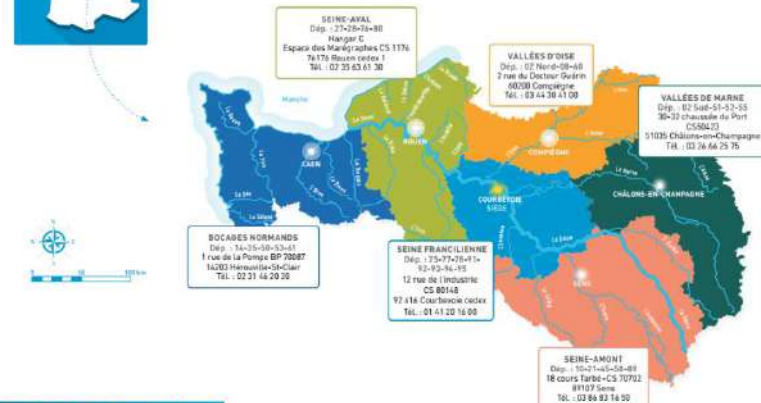 SEINE-AVAL
Dép. : 27-28-76-80
Hangar C
Espace des Marégraphes CS 1176
76176 Rouen cedex 1
Tél. : 02 35 63 61 30
VALLÉES D'OISE
Dép. : 02 Nord-08-60
2 rue du Docteur Guérin
60200 Compiègne
Tél. : 03 44 30 41 00
VALLÉES DE MARNE
Dép. : 02 Sud-51-52-55
30-32 chaussée du Port
CS50423
51035 Châlons-en-Champagne
Tél. : 03 26 66 25 75
Manche
ROUEN
CAEN
COMPIÈGNE
COURBEVOIE
SIÈGE
CHÂLONS-EN-CHAMPAGNE
La Marne
La Seine
SENS
BOCAGES NORMANDS
Dép. : 14-35-50-53-61
1 rue de la Pompe BP 70087
14203 Hérouville-St-Clair
Tél. : 02 31 46 20 20
SEINE FRANCILIENNE
Dép. : 75-77-78-91-
92-93-94-95
12 rue de l'Industrie
CS 80148
92 416 Courbevoie cedex
Tél. : 01 41 20 16 00
SEINE-AMONT
Dép. : 10-21-45-58-89
18 cours Tarbé-CS 70702
89107 Sens
Tél. : 03 86 83 16 50
N
S
100 km